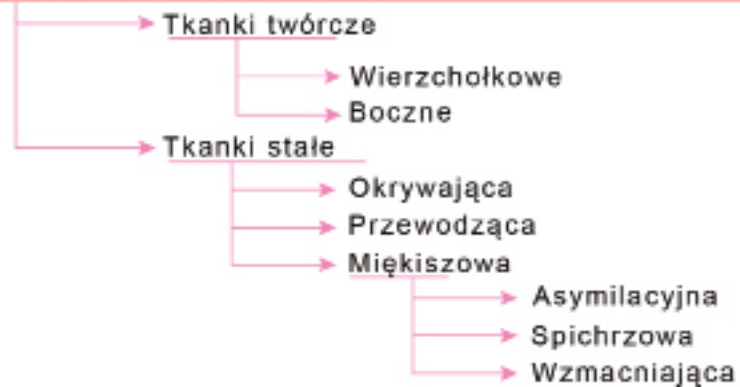 Tkanki twórcze
Wierzchołkowe
Boczne
Tkanki stałe
Okrywająca
Przewodząca
Miękiszowa
Asymilacyjna
Spichrzowa
Wzmacniająca